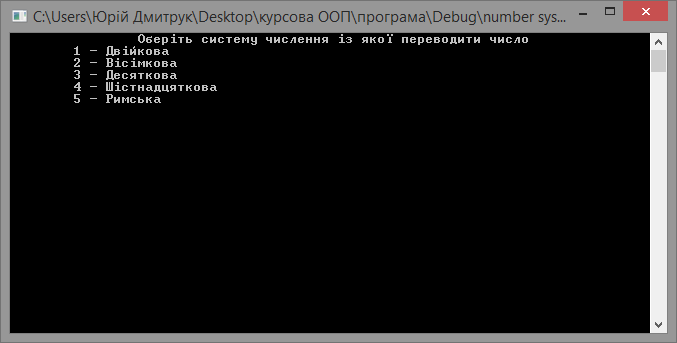 C:\Users\Юрій Дмитрук\Desktop\курсова ООП\програма\Debug\number sys...
Оберіть систему числення із якої переводити число
1 - Двійкова
2 - Вісімкова
3 - Десяткова
4 - Шістнадцяткова
5 - Римська